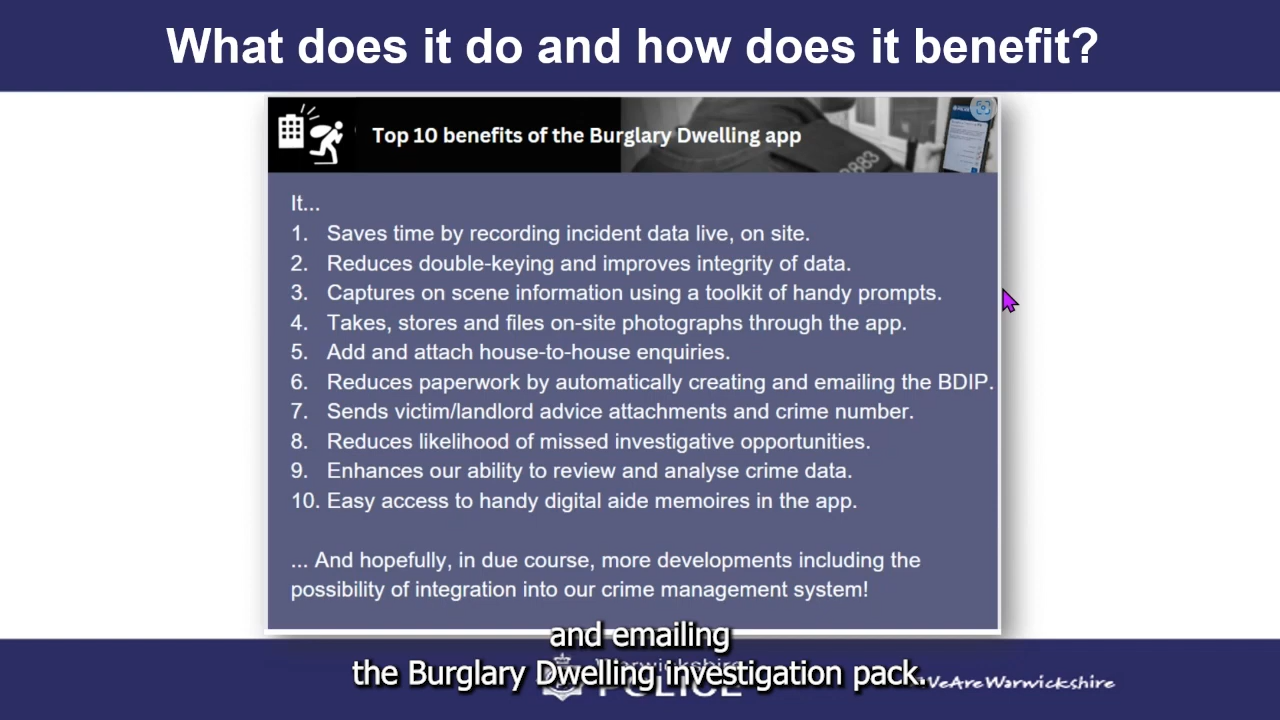 What does it do and how does it benefit?
Top 10 benefits of the Burglary Dwelling app
It...
1. Saves time by recording incident data live, on site.
2. Reduces double-keying and improves integrity of data.
3. Captures on scene information using a toolkit of handy prompts.
4. Takes, stores and files on-site photographs through the app.
5. Add and attach house-to-house enquiries.
6. Reduces paperwork by automatically creating and emailing the BDIP.
7. Sends victim/landlord advice attachments and crime number.
8. Reduces likelihood of missed investigative opportunities.
9. Enhances our ability to review and analyse crime data.
10. Easy access to handy digital aide memoires in the app.
... And hopefully, in due course, more developments including the
possibility of integration into our crime management system!
and emailing
the Burglary Dwelling investigation pack.
Warwickshire
POLICE
WeAreWarwickshire